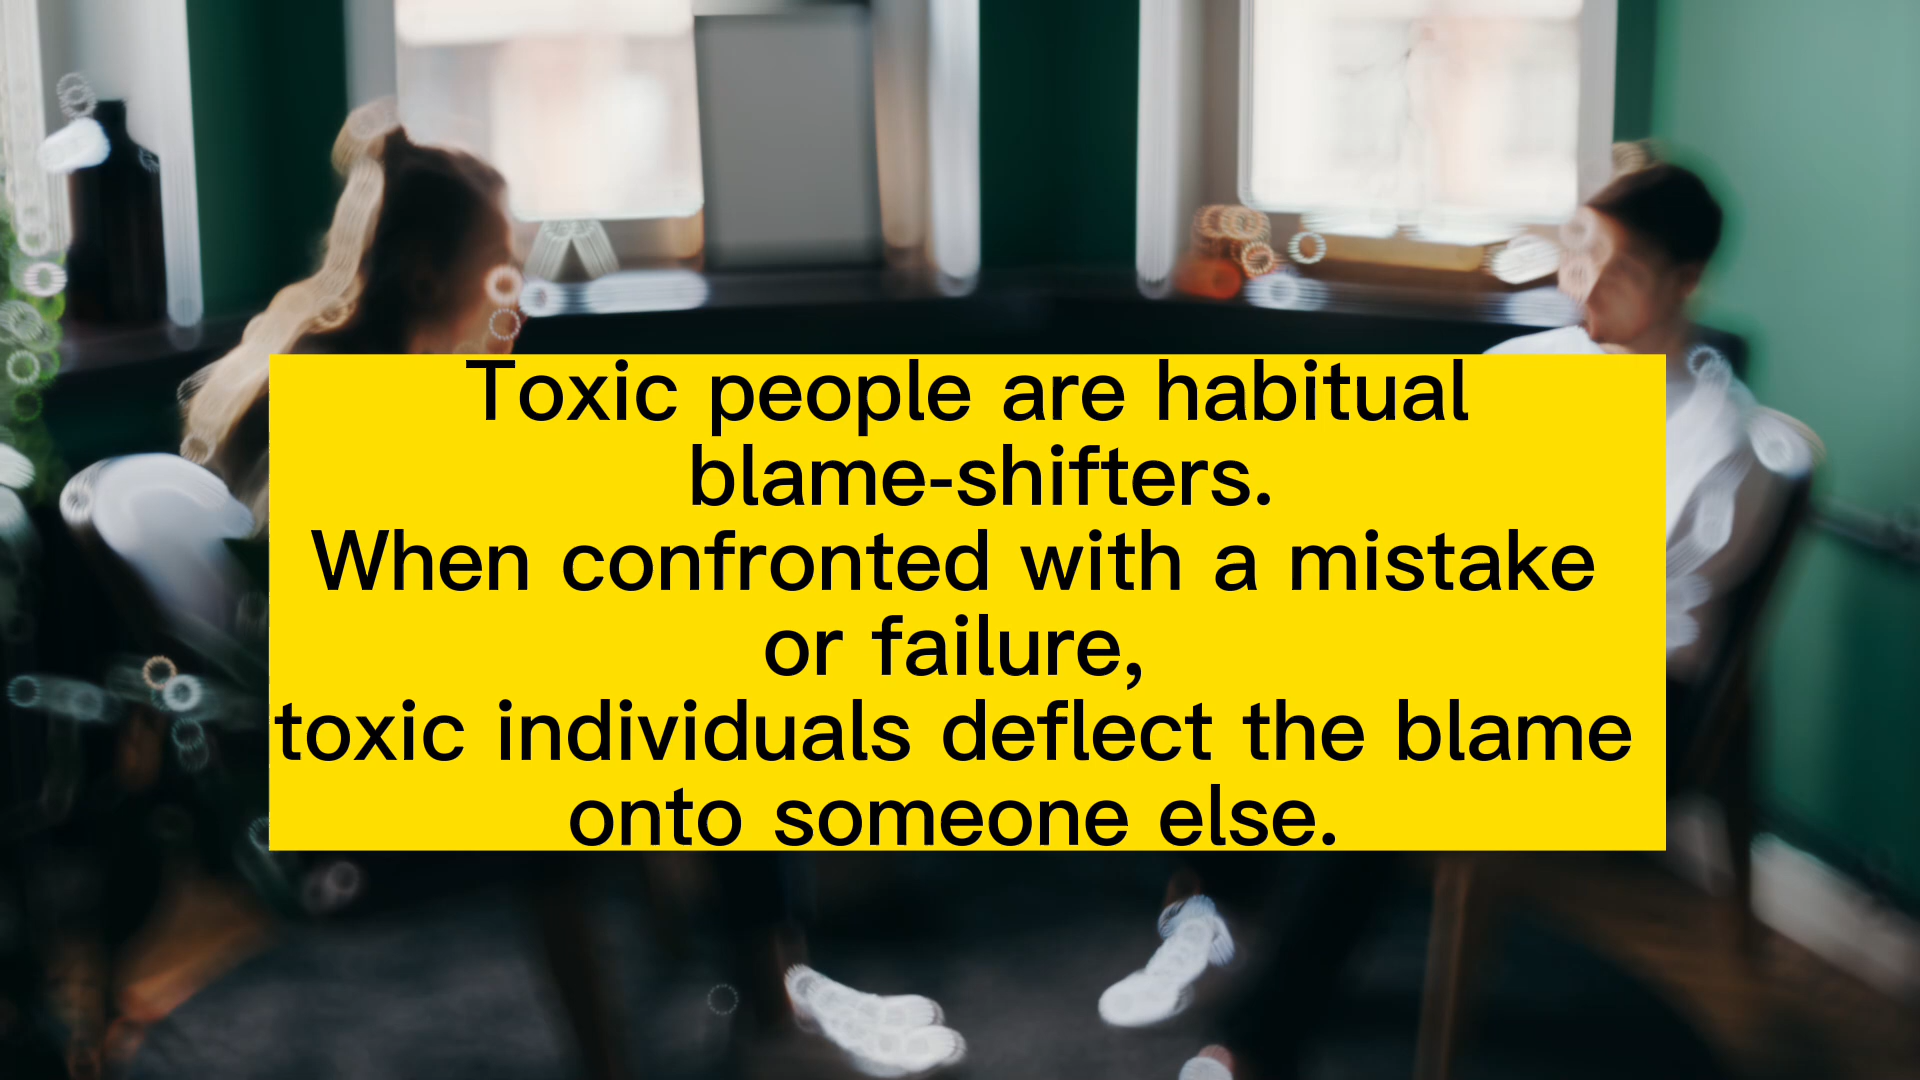 Toxic people are habitual
blame-shifters.
When confronted with a mistake
or failure,
toxic individuals deflect the blame
onto someone else.